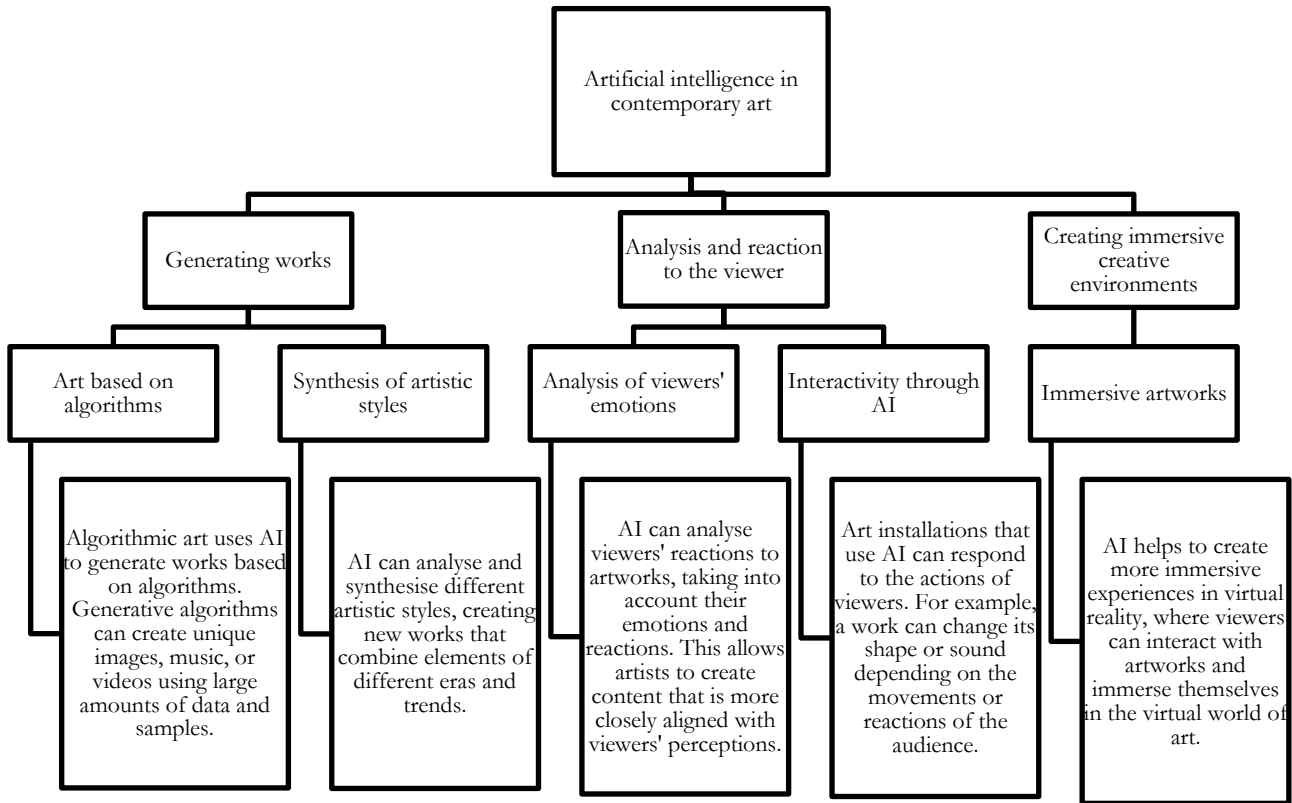 Artificial intelligence in
contemporary art
Generating works
Analysis and reaction
to the viewer
Creating immersive
creative
environments
Art based on
algorithms
Synthesis of artistic
styles
Analysis of viewers'
emotions
Interactivity through
AI
Immersive artworks
Algorithmic art uses AI
to generate works based
on algorithms.
Generative algorithms
can create unique
images, music, or
videos using large
amounts of data and
samples.
AI can analyse and
synthesise different
artistic styles, creating
new works that
combine elements of
different eras and
trends.
AI can analyse
viewers' reactions to
artworks, taking into
account their
emotions and
reactions. This allows
artists to create
content that is more
closely aligned with
viewers' perceptions.
Art installations that
use AI can respond
to the actions of
viewers. For example,
a work can change its
shape or sound
depending on the
movements or
reactions of the
audience.
AI helps to create
more immersive
experiences in virtual
reality, where viewers
can interact with
artworks and
immerse themselves
in the virtual world of
art.